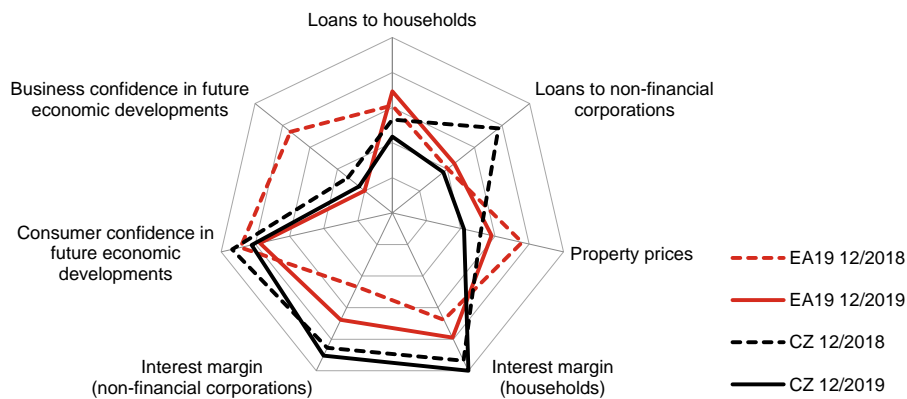 Loans to households
Business confidence in future
economic developments
Loans to non-financial
corporations
Consumer confidence in
future economic
developments
Property prices
Interest margin
(non-financial corporations)
Interest margin
(households)
EA19 12/2018
EA19 12/2019
CZ 12/2018
CZ 12/2019